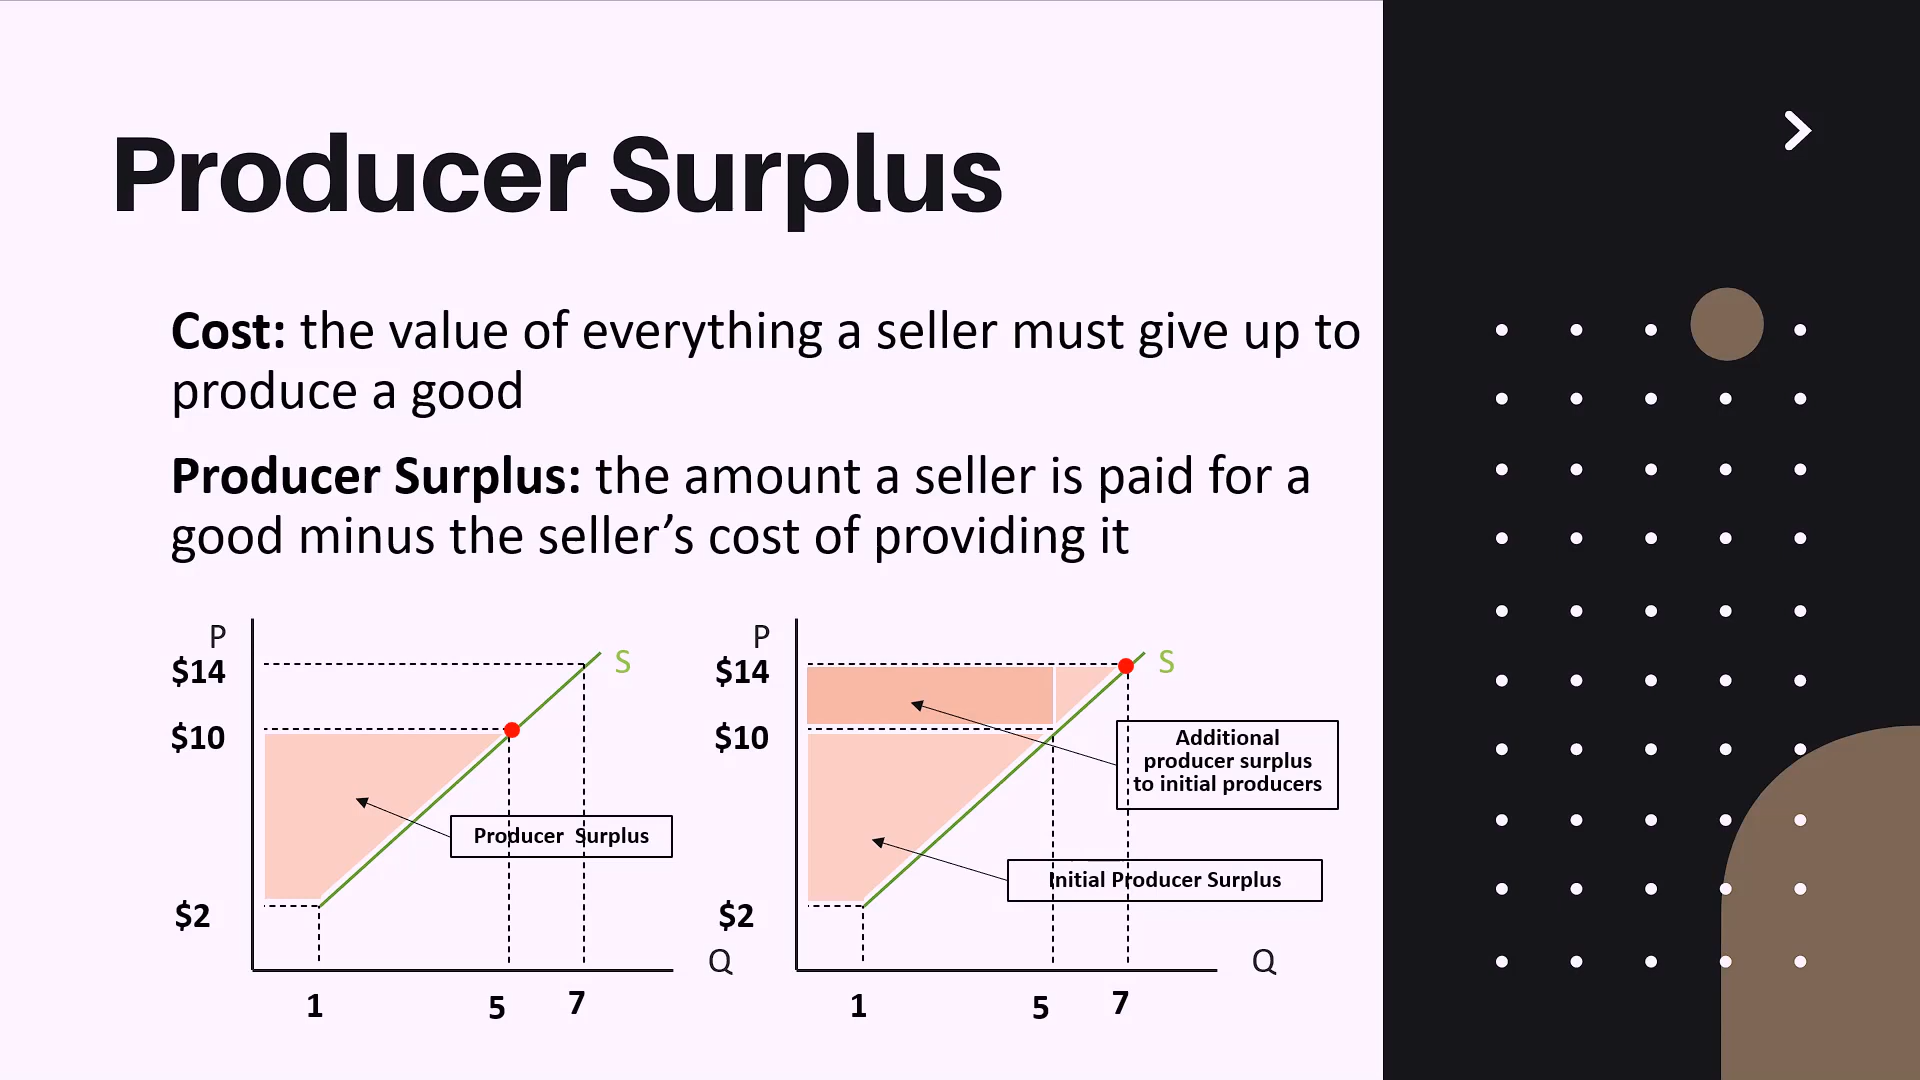 Producer Surplus
Cost: the value of everything a seller must give up to
produce a good
Producer Surplus: the amount a seller is paid for a
good minus the seller’s cost of providing it
P
$14
$10
$2
S
Producer Surplus
Q
1
5
7
P
$14
$10
$2
S
Additional
producer surplus
to initial producers
Initial Producer Surplus
Q
1
5
7